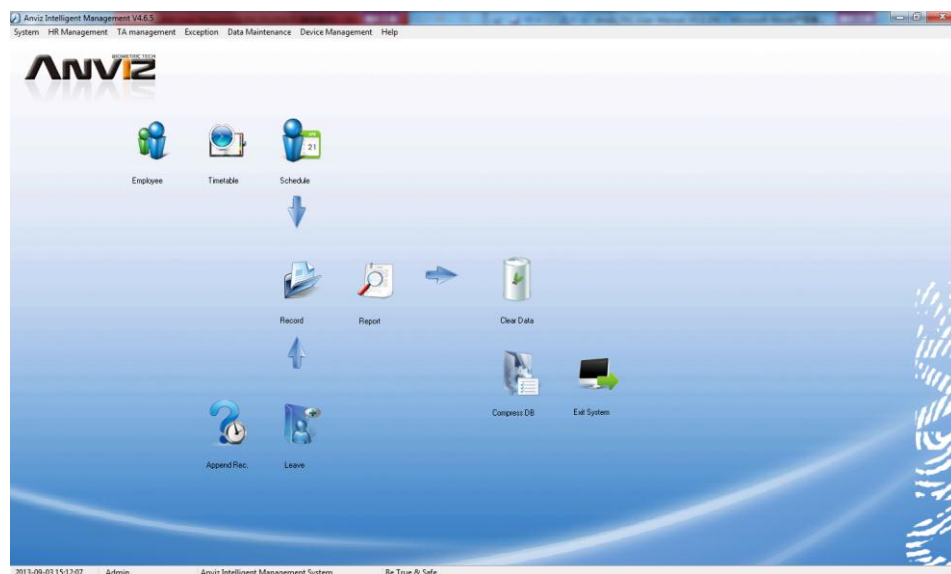 Anviz Intelligent Management V4.6.5
System HR Management TA management Exception Data Maintenance Device Management Help
BIOMETRIC TECH
ANVIZ
Employee Timetable Schedule
21
Record Report Clear Data
Compress DB Exit System
Append Rec. Leave
2013-09-03 15:12:07 Admin Anviz Intelligent Management System Be True & Safe